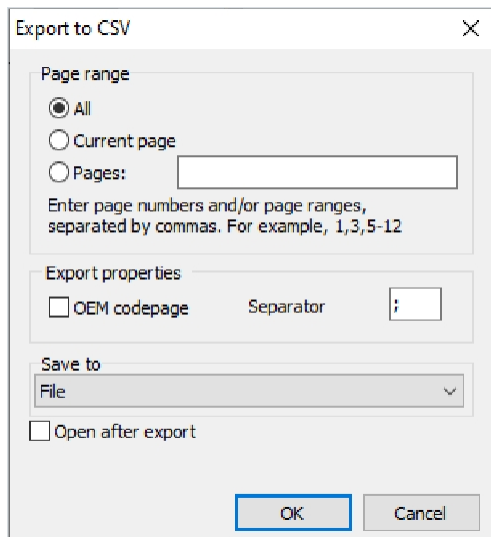 Export to CSV
Page range
All
Current page
Pages:
Enter page numbers and/or page ranges,
separated by commas. For example, 1,3,5-12
Export properties
OEM codepage Separator ;
Save to
File
Open after export
OK Cancel